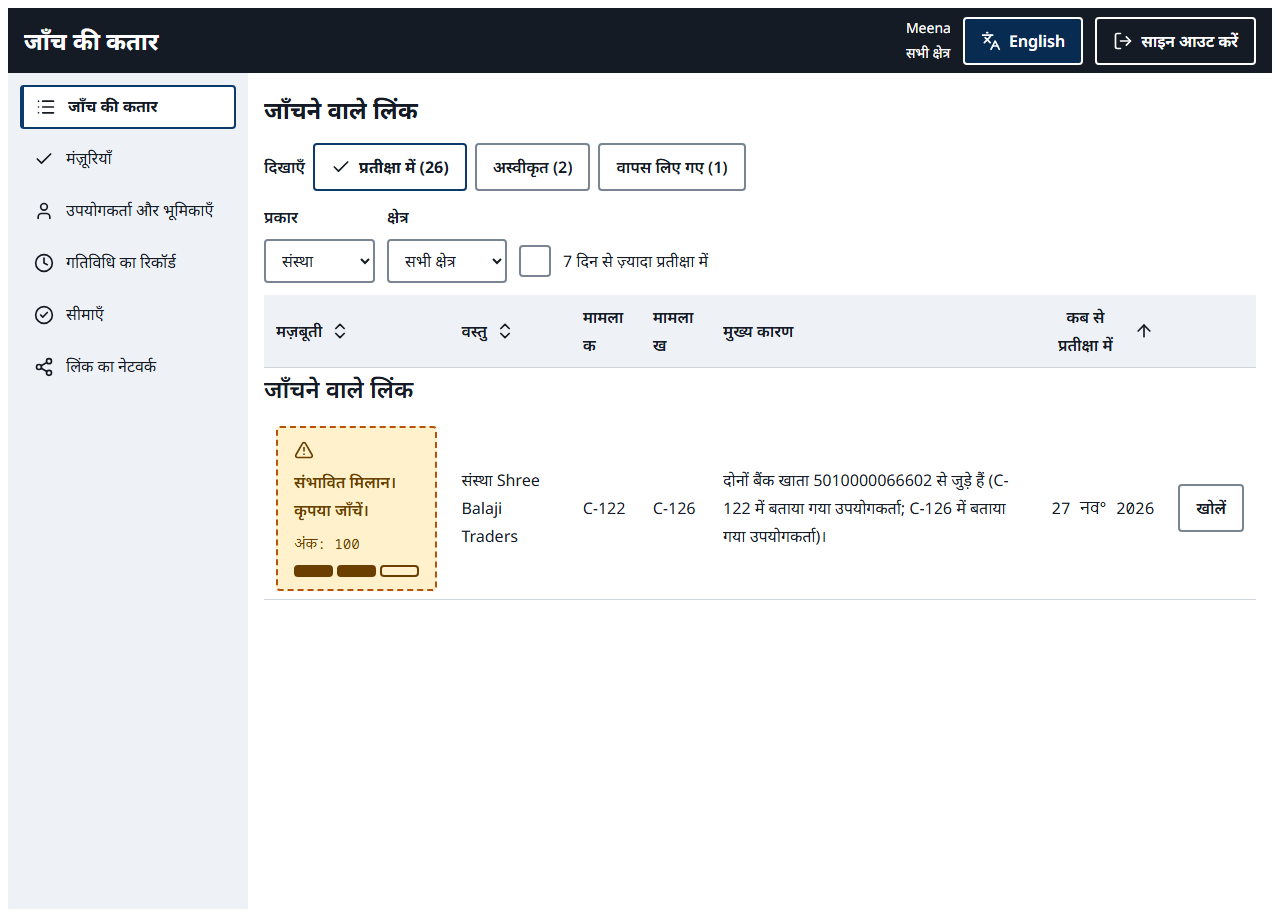 जाँच की कतार
Meena
सभी क्षेत्र
English
साइन आउट करें
जाँच की कतार
मंज़ूरियाँ
उपयोगकर्ता और भूमिकाएँ
गतिविधि का रिकॉर्ड
सीमाएँ
लिंक का नेटवर्क
जाँचने वाले लिंक
दिखाएँ
प्रतीक्षा में (26)
अस्वीकृत (2)
वापस लिए गए (1)
प्रकार
क्षेत्र
संस्था
सभी क्षेत्र
7 दिन से ज़्यादा प्रतीक्षा में
मज़बूती
वस्तु
मामला
क
मामला
ख
मुख्य कारण
कब से
प्रतीक्षा में
जाँचने वाले लिंक
संभावित मिलान।
कृपया जाँचें।
अंक: 100
संस्था Shree
Balaji
Traders
C-122
C-126
दोनों बैंक खाता 5010000066602 से जुड़े हैं (C-
122 में बताया गया उपयोगकर्ता; C-126 में बताया
गया उपयोगकर्ता)।
27 नव॰ 2026
खोलें